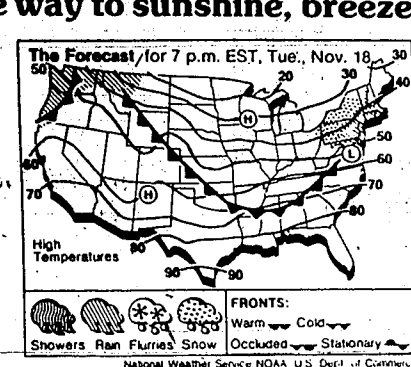 e way to sunshine, breeze
The Forecast for 7 p.m. EST, Tue., Nov. 18
50
20
30
30
40
H
50
L
60
60
70
70
H
80
80
90
90
High
Temperatures
Showers Rain Flurries Snow
FRONTS:
Warm Cold
Occluded Stationary
National Weather Service NOAA U.S. Dept. of Commerc